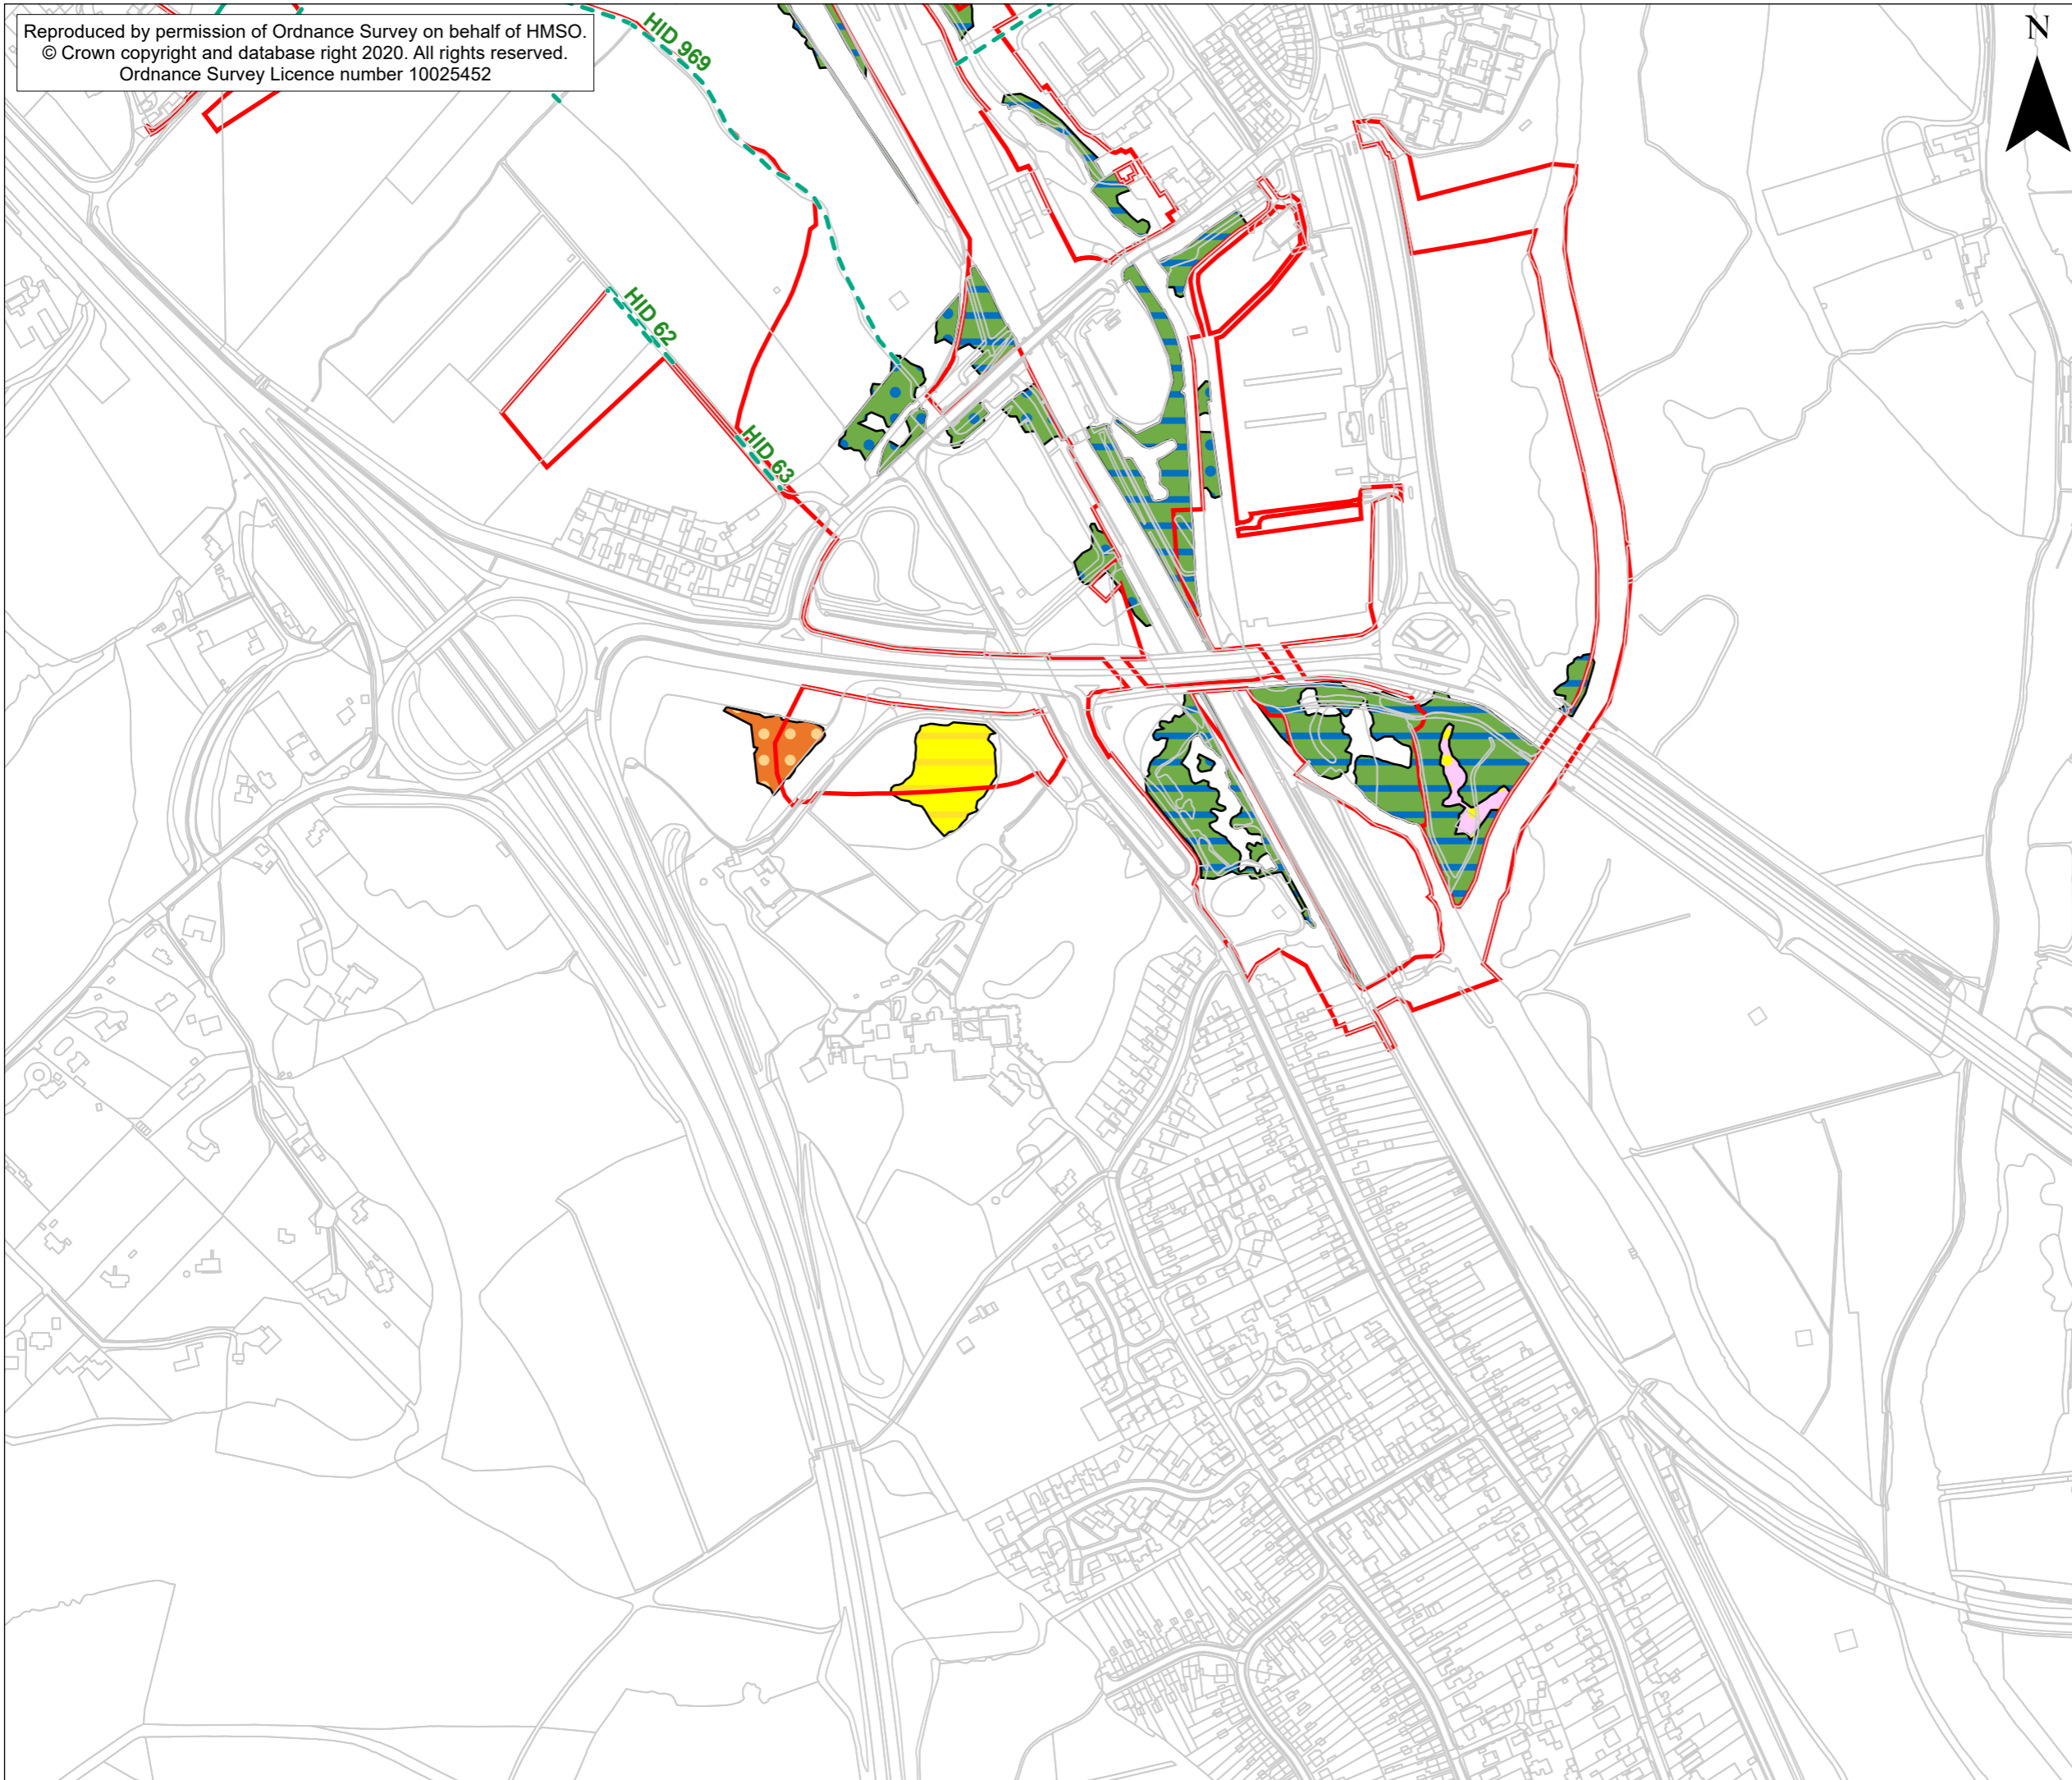 Reproduced by permission of Ordnance Survey on behalf of HMSO.
© Crown copyright and database right 2020. All rights reserved.
Ordnance Survey Licence number 10025452
N
HID 969
HID 62
HID 63